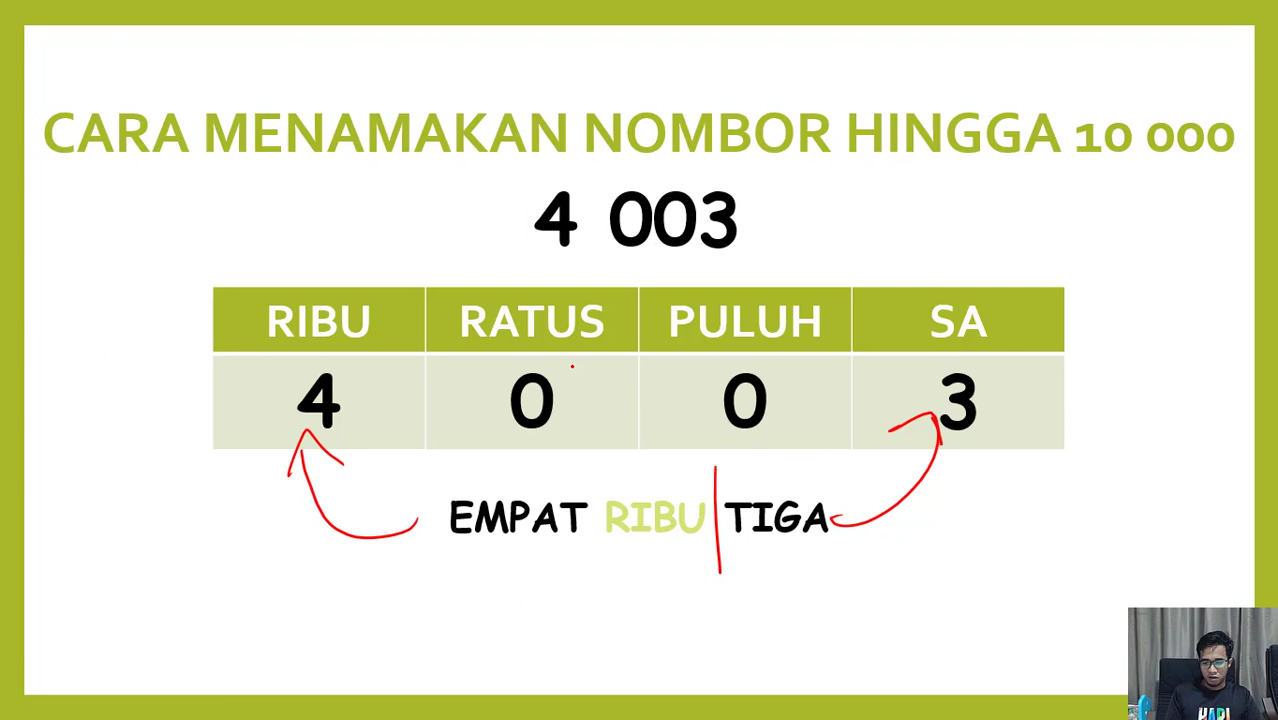 CARA MENAMAKAN NOMBOR HINGGA 10 000
4 003
RIBU RATUS PULUH SA
4 0 0 3
EMPAT RIBU TIGA
HARI